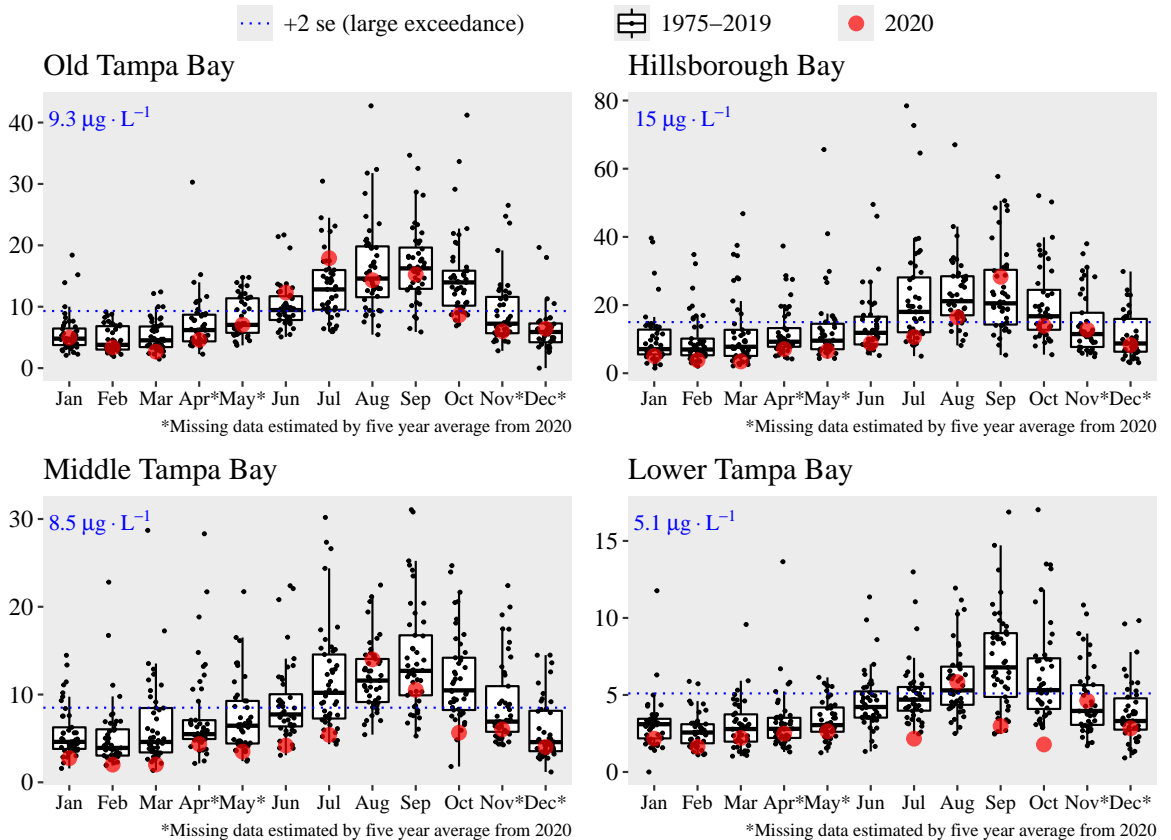 +2 se (large exceedance) 1975−2019 2020
Old Tampa Bay
9.3 μg · L−1
40
30
20
10
0
Jan Feb Mar Apr* May* Jun Jul Aug Sep Oct Nov* Dec*
*Missing data estimated by five year average from 2020
Hillsborough Bay
15 μg · L−1
80
60
40
20
0
Jan Feb Mar Apr* May* Jun Jul Aug Sep Oct Nov* Dec*
*Missing data estimated by five year average from 2020
Middle Tampa Bay
8.5 μg · L−1
30
20
10
0
Jan Feb Mar Apr* May* Jun Jul Aug Sep Oct Nov* Dec*
*Missing data estimated by five year average from 2020
Lower Tampa Bay
5.1 μg · L−1
15
10
5
0
Jan Feb Mar Apr* May* Jun Jul Aug Sep Oct Nov* Dec*
*Missing data estimated by five year average from 2020